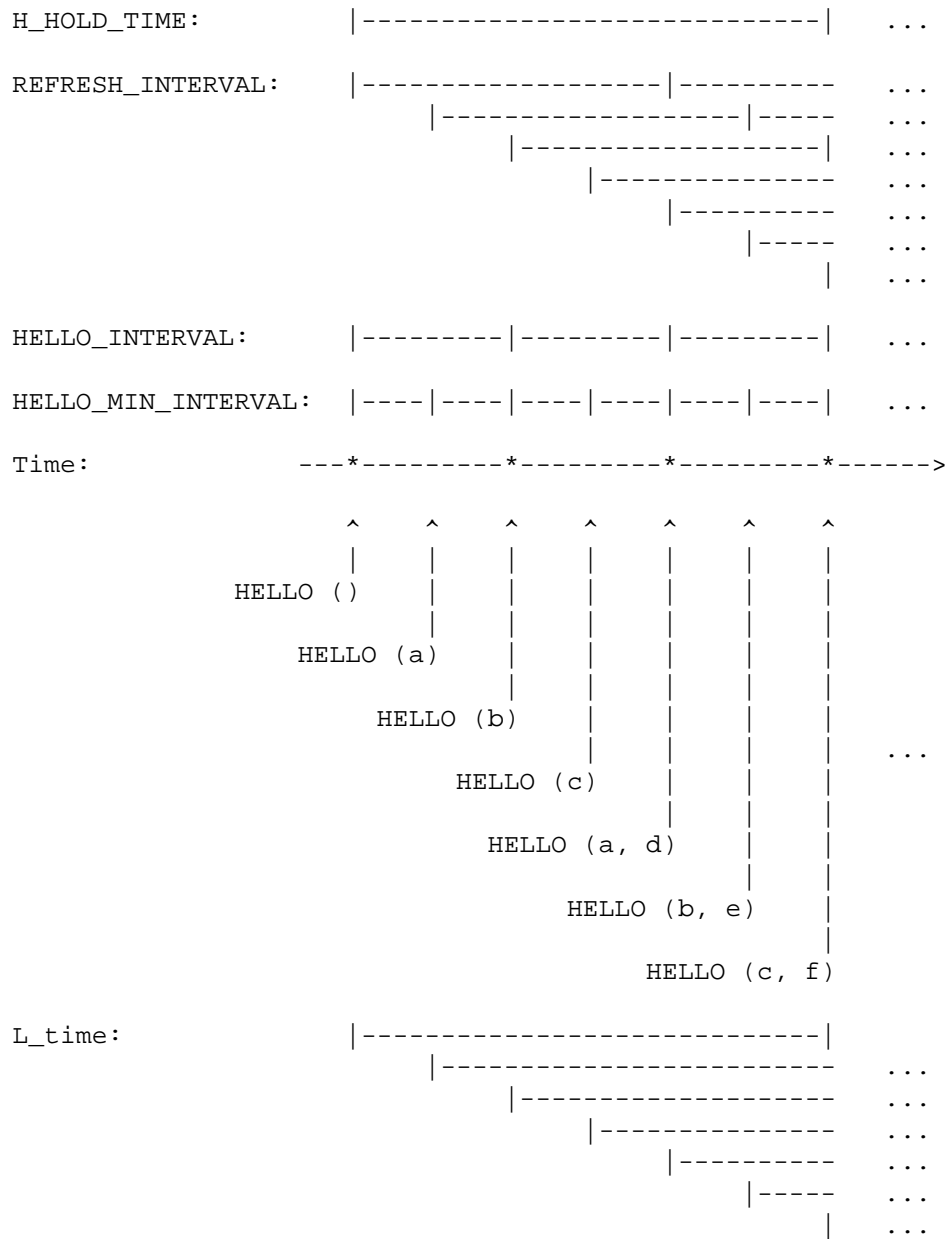 H_HOLD_TIME:          |-----------------------------|   ...
REFRESH_INTERVAL:     |-------------------|----------   ...
                           |-------------------|-----   ...
                                |-------------------|   ...
                                     |---------------   ...
                                          |----------   ...
                                               |-----   ...
                                                    |   ...
HELLO_INTERVAL:       |---------|---------|---------|   ...
HELLO_MIN_INTERVAL:   |----|----|----|----|----|----|   ...
Time:              ---*---------*---------*---------*------>
                      ^    ^    ^    ^    ^    ^    ^
                      |    |    |    |    |    |    |
               HELLO ()    |    |    |    |    |    |
                           |    |    |    |    |    |
                   HELLO (a)    |    |    |    |    |
                                |    |    |    |    |
                        HELLO (b)    |    |    |    |
                                     |    |    |    |   ...
                             HELLO (c)    |    |    |
                                          |    |    |
                               HELLO (a, d)    |    |
                                               |    |
                                    HELLO (b, e)    |
                                                    |
                                         HELLO (c, f)
L_time:               |-----------------------------|
                           |-------------------------   ...
                                |--------------------   ...
                                     |---------------   ...
                                          |----------   ...
                                               |-----   ...
                                                    |   ...